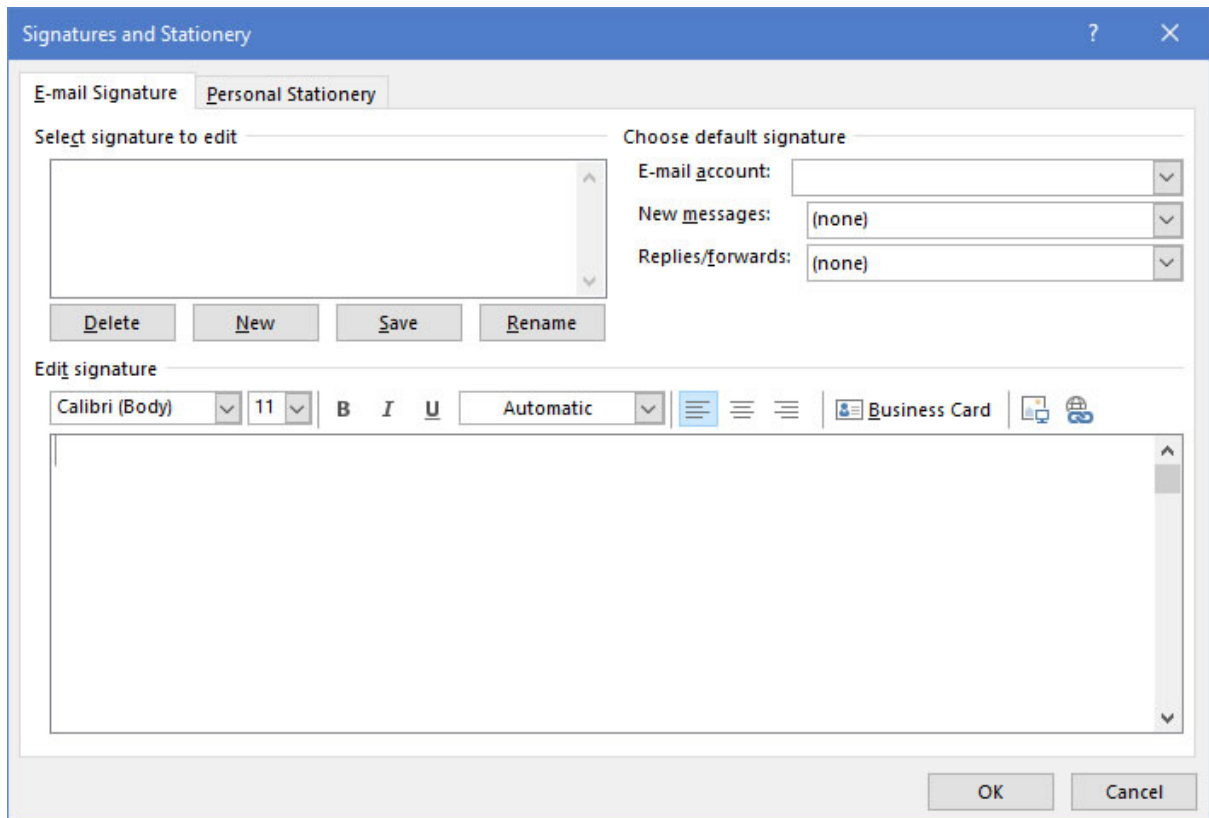 Signatures and Stationery ?
E-mail Signature Personal Stationery
Select signature to edit
Delete New Save Rename
Choose default signature
E-mail account:
New messages: (none)
Replies/forwards: (none)
Edit signature
Calibri (Body) 11 B I U Automatic Business Card
OK Cancel